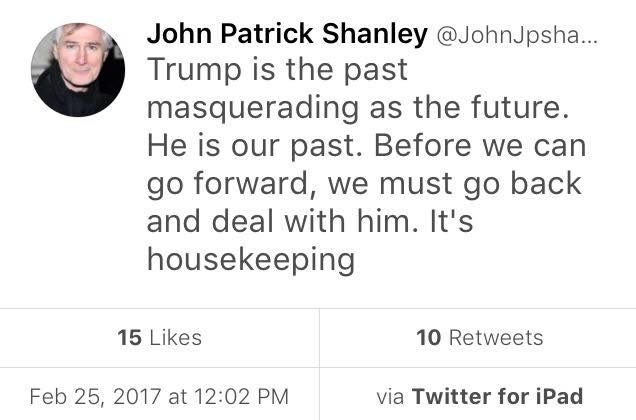 John Patrick Shanley @JohnJpsha...
Trump is the past
masquerading as the future.
He is our past. Before we can
go forward, we must go back
and deal with him. It's
housekeeping
15 Likes
10 Retweets
Feb 25, 2017 at 12:02 PM
via Twitter for iPad